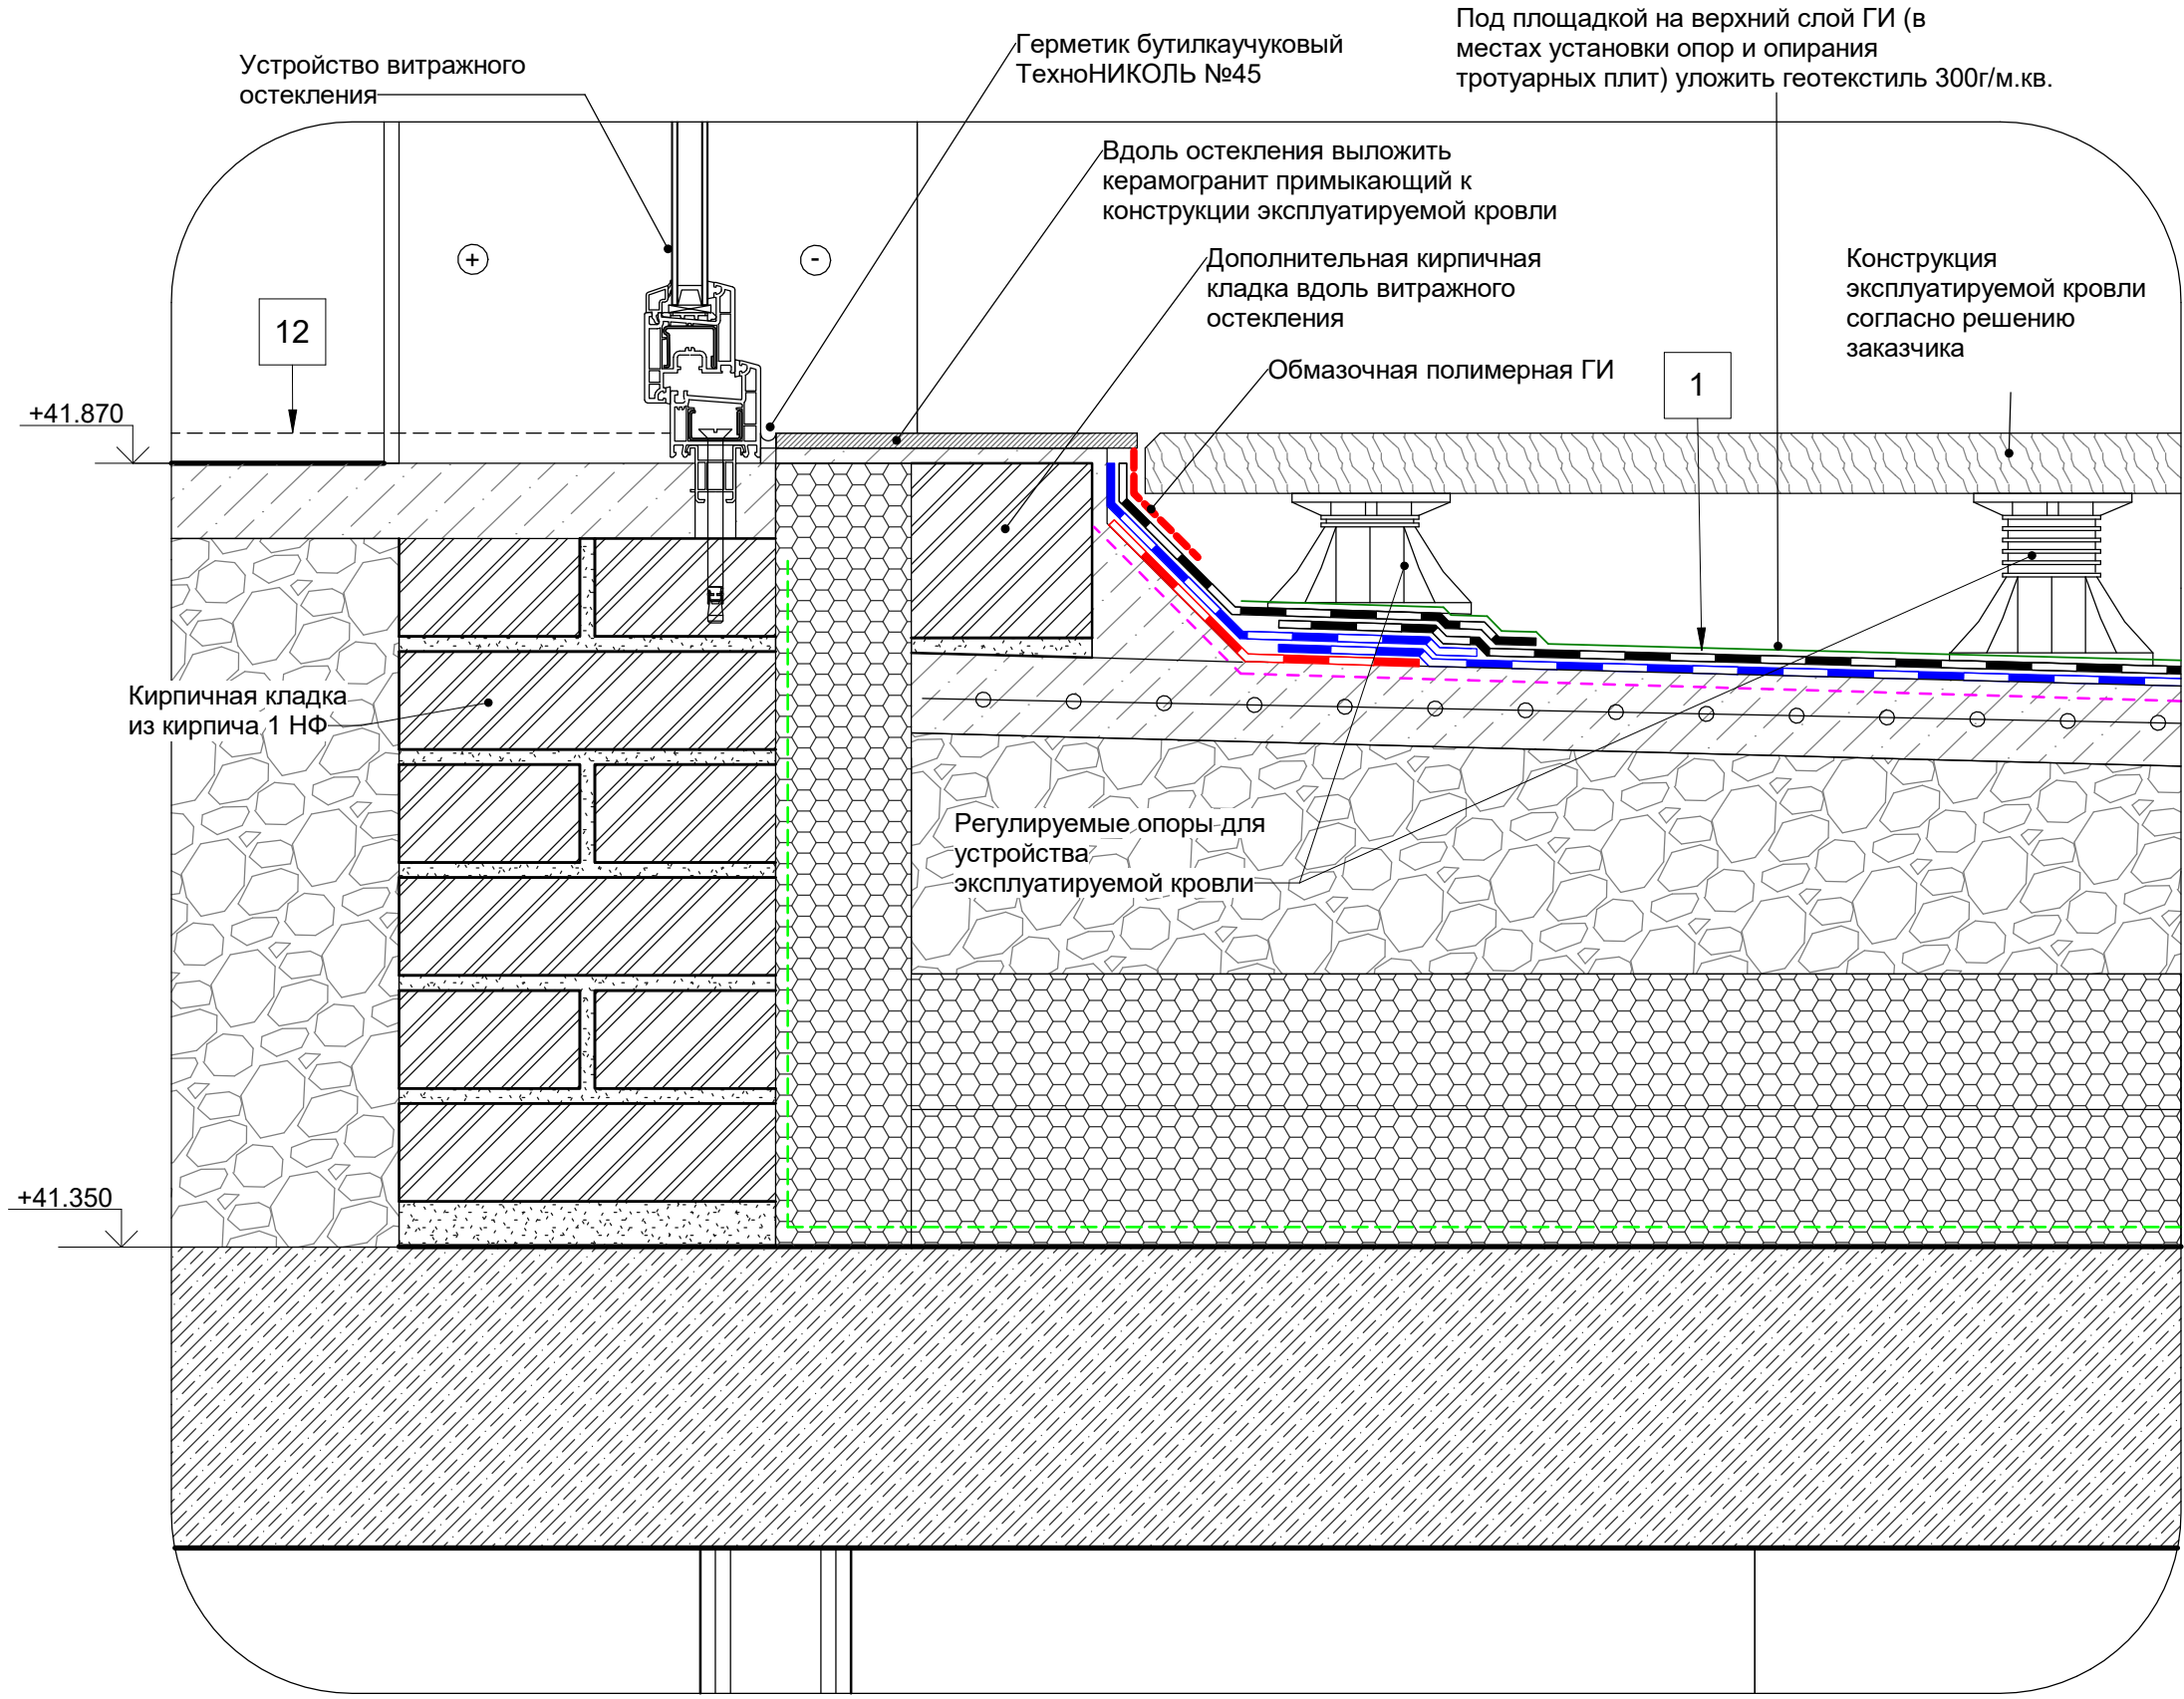 Под площадкой на верхний слой ГИ (в
местах установки опор и опирания
тротуарных плит) уложить геотекстиль 300г/м.кв.
Герметик бутилкаучуковый
ТехноНИКОЛЬ №45
Устройство витражного
остекления
Вдоль остекления выложить
керамогранит примыкающий к
конструкции эксплуатируемой кровли
Дополнительная кирпичная
кладка вдоль витражного
остекления
Конструкция
эксплуатируемой кровли
согласно решению
заказчика
+
-
12
Обмазочная полимерная ГИ
1
+41.870
Кирпичная кладка
из кирпича 1 НФ
Регулируемые опоры для
устройства
эксплуатируемой кровли
+41.350